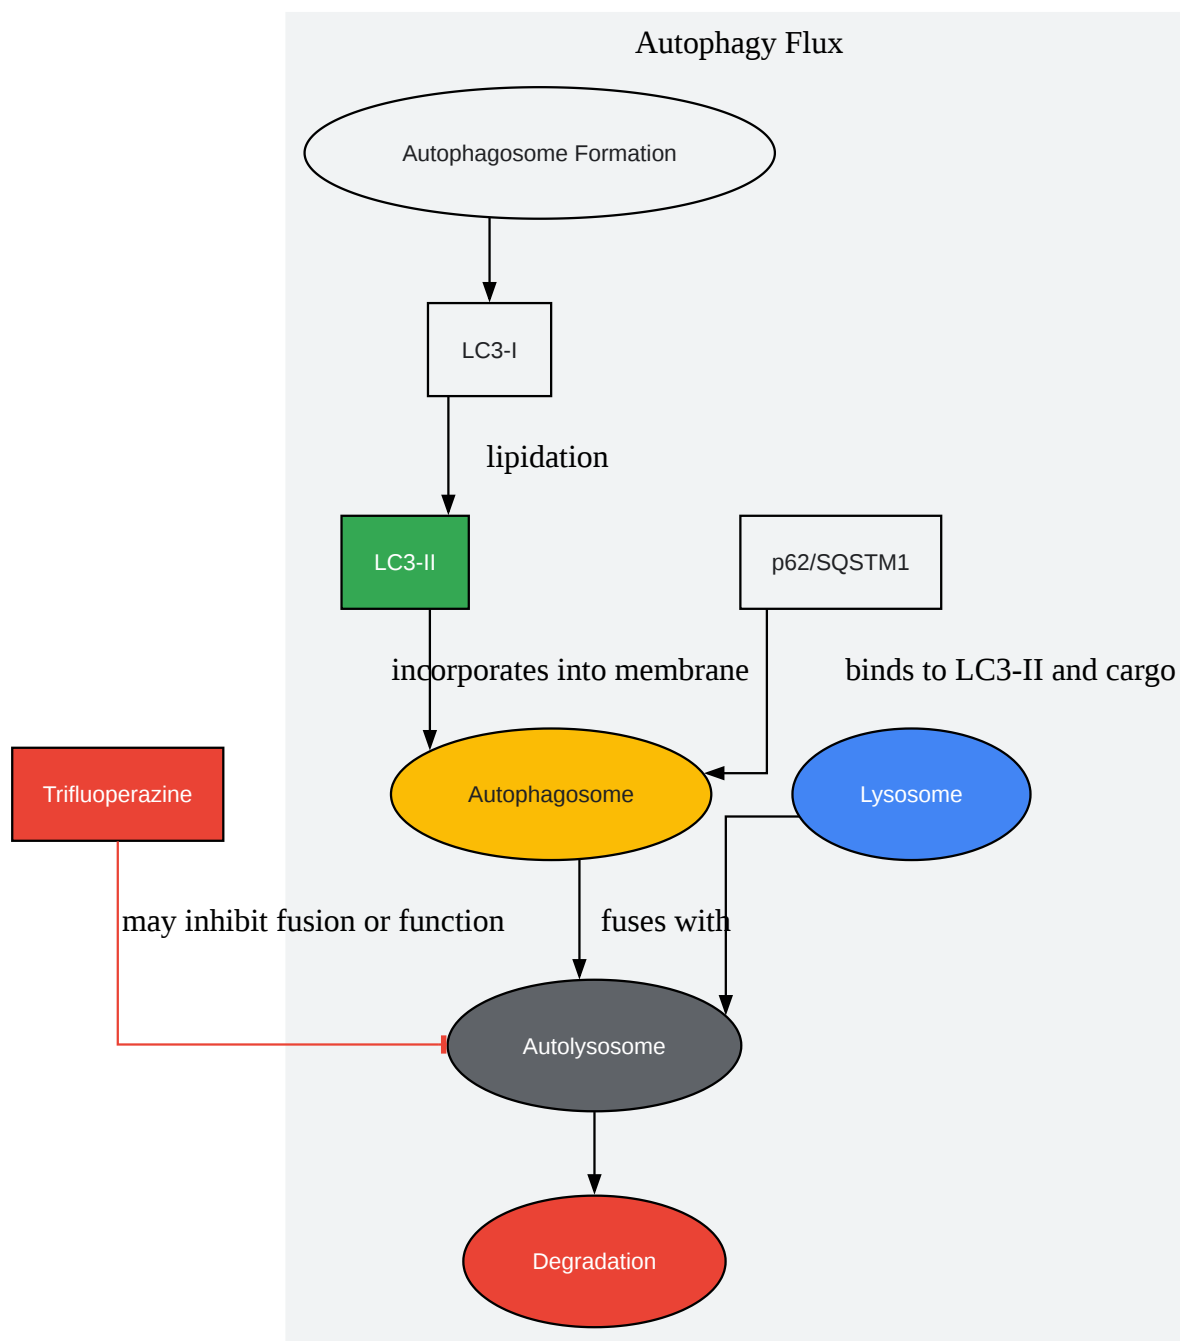 Autophagy Flux
Autophagosome Formation
LC3-I
lipidation
LC3-II
p62/SQSTM1
incorporates into membrane
binds to LC3-II and cargo
Trifluoperazine
Autophagosome
Lysosome
may inhibit fusion or function
fuses with
Autolysosome
Degradation